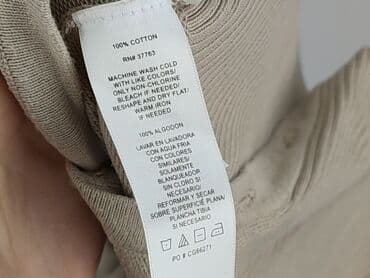 100% COTTON
RN# 37763
MACHINE WASH COLD
WITH LIKE COLORS/
ONLY NON-CHLORINE
BLEACH IF NEEDED/
RESHAPE AND DRY FLAT/
WARM IRON
IF NEEDED
100% ALGODON
LAVAR EN LAVADORA
CON AGUA FRIA
CON COLORES
SIMILARES/
SOLAMENTE
BLANQUEADOR
SIN CLORO SI
NECESARIO/
REFORMAR Y SECAR
SOBRE SUPERFICIE PLANA/
PLANCHA TIBIA
SI ES NECESARIO
PO # CG66271